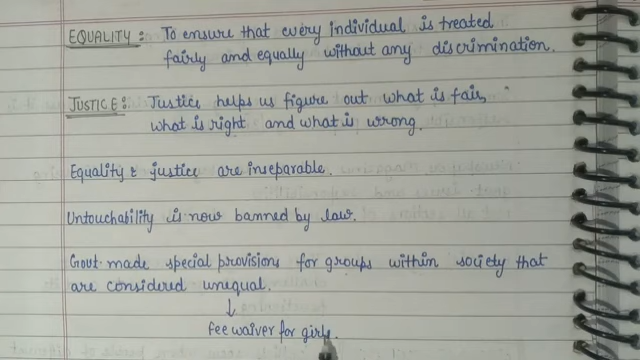 EQUALITY : To ensure that every individual is treated
fairly and equally without any discrimination.
JUSTICE : Justice helps us figure out what is fair,
what is right and what is wrong.
Equality & justice are inseparable.
Untouchability is now banned by law.
Govt. made special provisions for groups within society that
are considered unequal.
↓
fee waiver for girls.